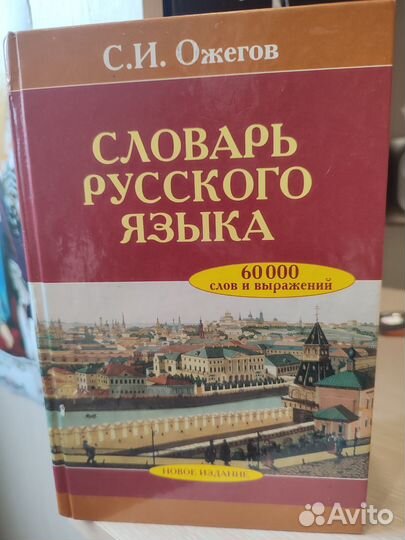 С.И. Ожегов
СЛОВАРЬ
РУССКОГО
ЯЗЫКА
60 000
слов и выражений
НОВОЕ ИЗДАНИЕ
Avito